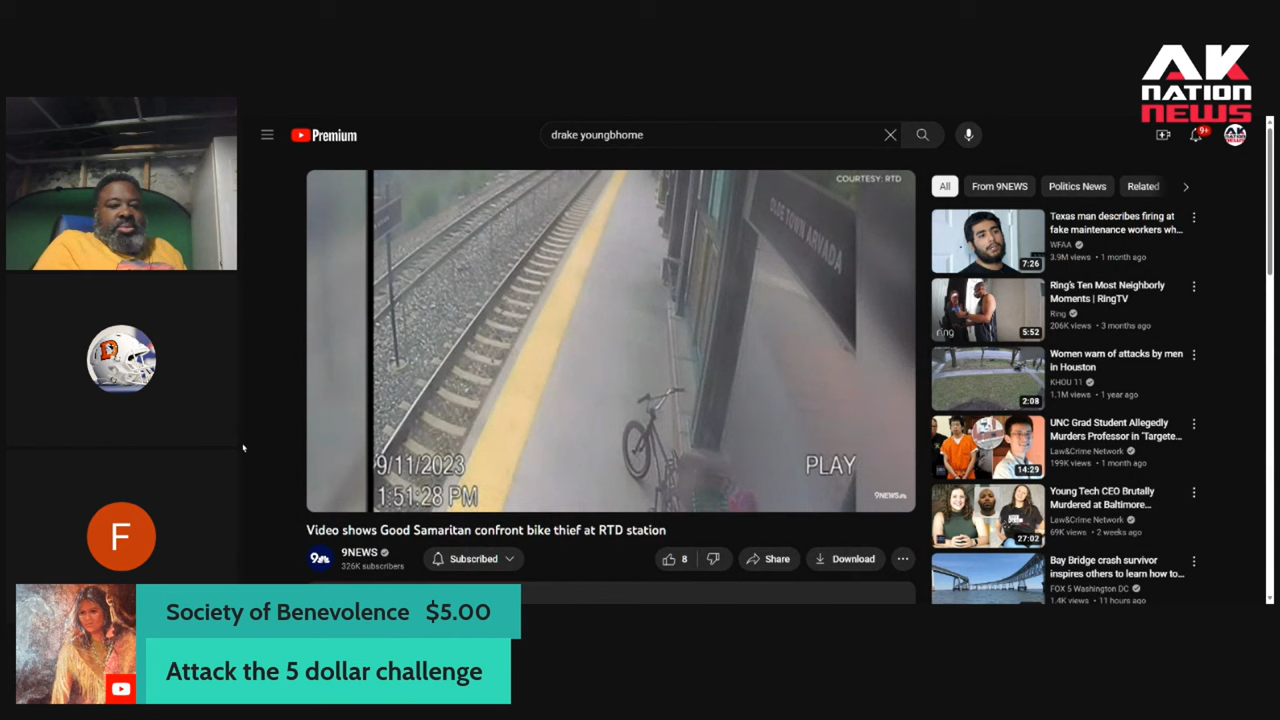 AK
NATION
NEWS
Premium
drake youngbhome
9+
COURTESY: RTD
OLDE TOWN ARVADA
9/11/2023
1:51:28 PM
PLAY
9NEWS
Video shows Good Samaritan confront bike thief at RTD station
9NEWS
326K subscribers
Subscribed
8
Share
Download
All
From 9NEWS
Politics News
Related
Texas man describes firing at
fake maintenance workers wh...
WFAA
3.9M views • 1 month ago
7:26
Ring's Ten Most Neighborly
Moments | RingTV
Ring
206K views • 3 months ago
ring
5:52
Women warn of attacks by men
in Houston
KHOU 11
1.1M views • 1 year ago
2:08
UNC Grad Student Allegedly
Murders Professor in 'Targete...
Law&Crime Network
199K views • 1 month ago
14:29
Young Tech CEO Brutally
Murdered at Baltimore...
Law&Crime Network
69K views • 2 weeks ago
27:02
Bay Bridge crash survivor
inspires others to learn how to...
FOX 5 Washington DC
1.4K views • 11 hours ago
D
F
Society of Benevolence $5.00
Attack the 5 dollar challenge